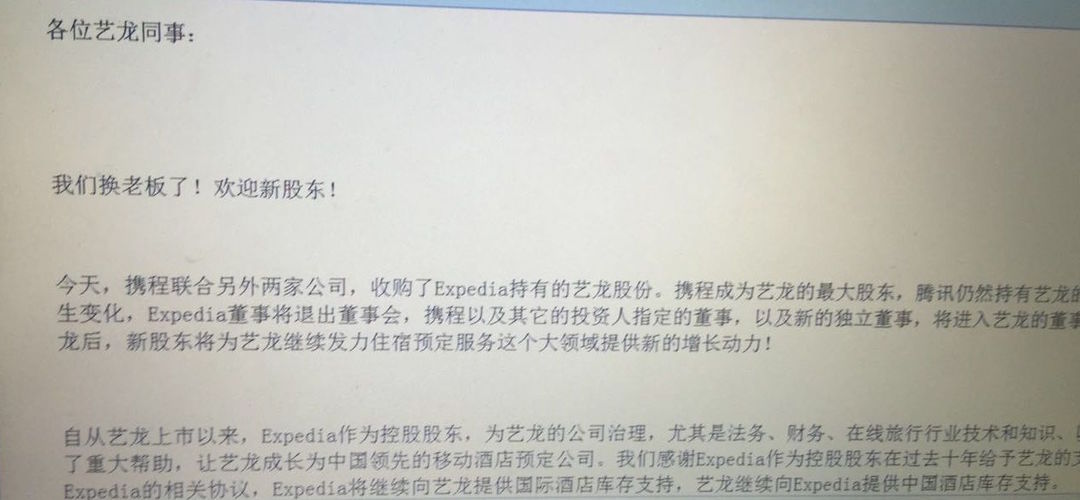 各位艺龙同事：
我们换老板了！欢迎新股东！
今天，携程联合另外两家公司，收购了Expedia持有的艺龙股份。携程成为艺龙的最大股东，腾讯仍然持有艺龙的
生变化，Expedia董事将退出董事会，携程以及其它的投资人指定的董事，以及新的独立董事，将进入艺龙的董事
龙后，新股东将为艺龙继续发力住宿预定服务这个大领域提供新的增长动力！
自从艺龙上市以来，Expedia作为控股股东，为艺龙的公司治理，尤其是法务、财务、在线旅行行业技术和知识、
了重大帮助，让艺龙成长为中国领先的移动酒店预定公司。我们感谢Expedia作为控股股东在过去十年给予艺龙的支
Expedia的相关协议，Expedia将继续向艺龙提供国际酒店库存支持，艺龙继续向Expedia提供中国酒店库存支持。